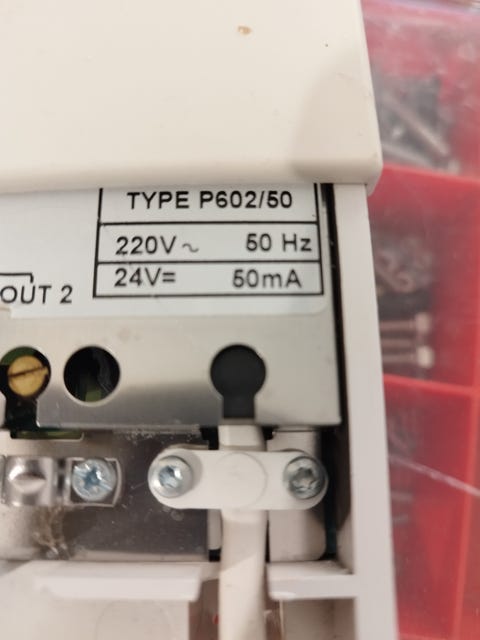 TYPE P602/50
220V~ 50 Hz
24V= 50mA
OUT 2